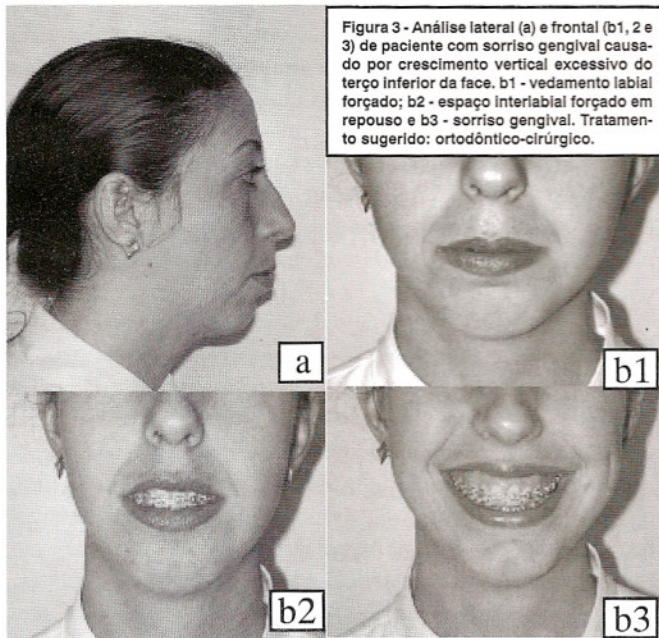 Figura 3 - Análise lateral (a) e frontal (b1, 2 e
3) de paciente com sorriso gengival causa-
do por crescimento vertical excessivo do
terço inferior da face. b1 - vedamento labial
forçado; b2 - espaço interlabial forçado em
repouso e b3 - sorriso gengival. Tratamen-
to sugerido: ortodôntico-cirúrgico.
a
b1
b2
b3